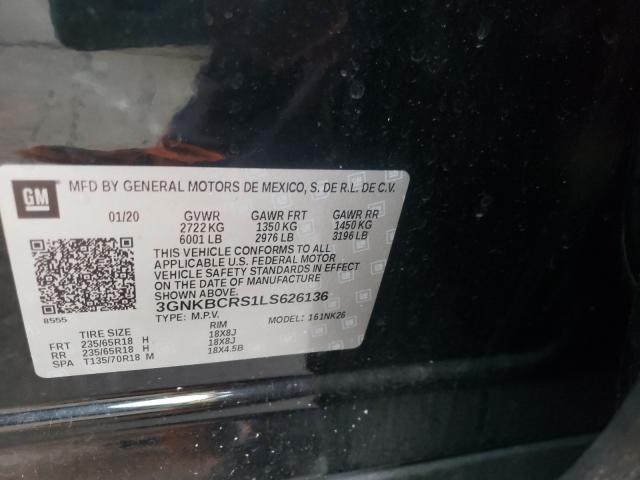 GM
MFD BY GENERAL MOTORS DE MEXICO, S. DE R.L. DE C.V.
01/20 GVWR GAWR FRT GAWR RR
2722 KG 1350 KG 1450 KG
6001 LB 2976 LB 3196 LB
THIS VEHICLE CONFORMS TO ALL
APPLICABLE U.S. FEDERAL MOTOR
VEHICLE SAFETY STANDARDS IN EFFECT
ON THE DATE OF MANUFACTURE
SHOWN ABOVE.
3GNKBCRS1LS626136
8555
TYPE: M.P.V. MODEL: 161NK26
TIRE SIZE RIM
FRT 235/65R18 H 18X8J
RR 235/65R18 H 18X8J
SPA T135/70R18 M 18X4.5B